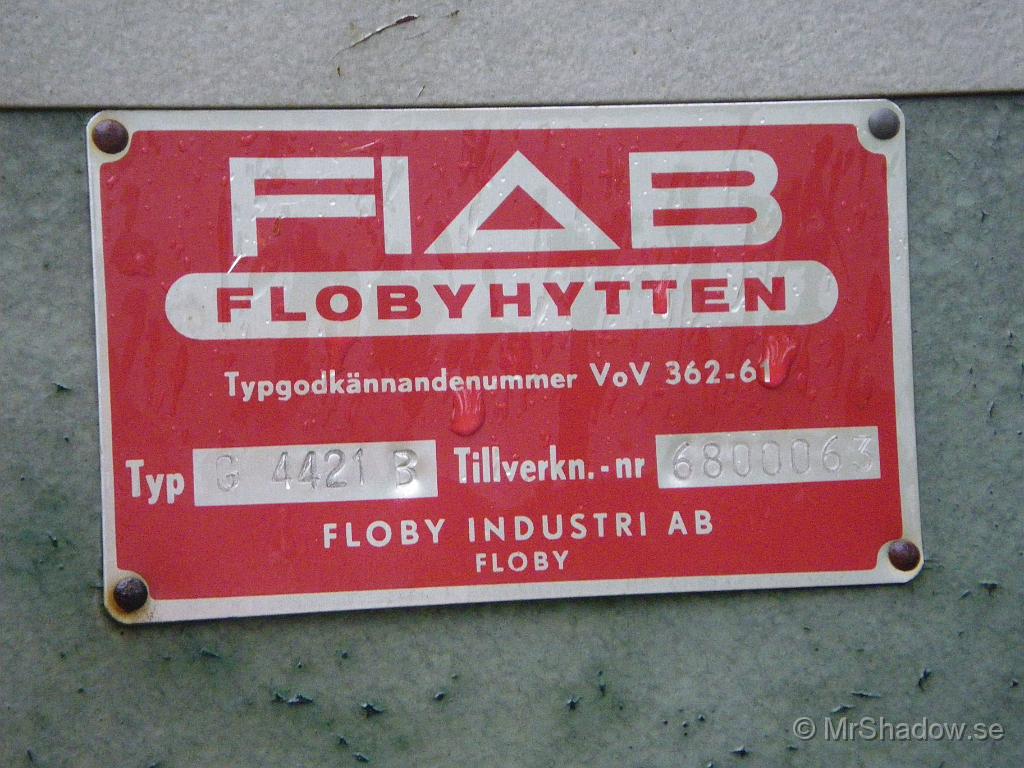 FIAB
FLOBYHYTTEN
Typgodkännandenummer VoV 362-61
Typ G 4421 B Tillverkn.-nr 6800063
FLOBY INDUSTRI AB
FLOBY
© MrShadow.se